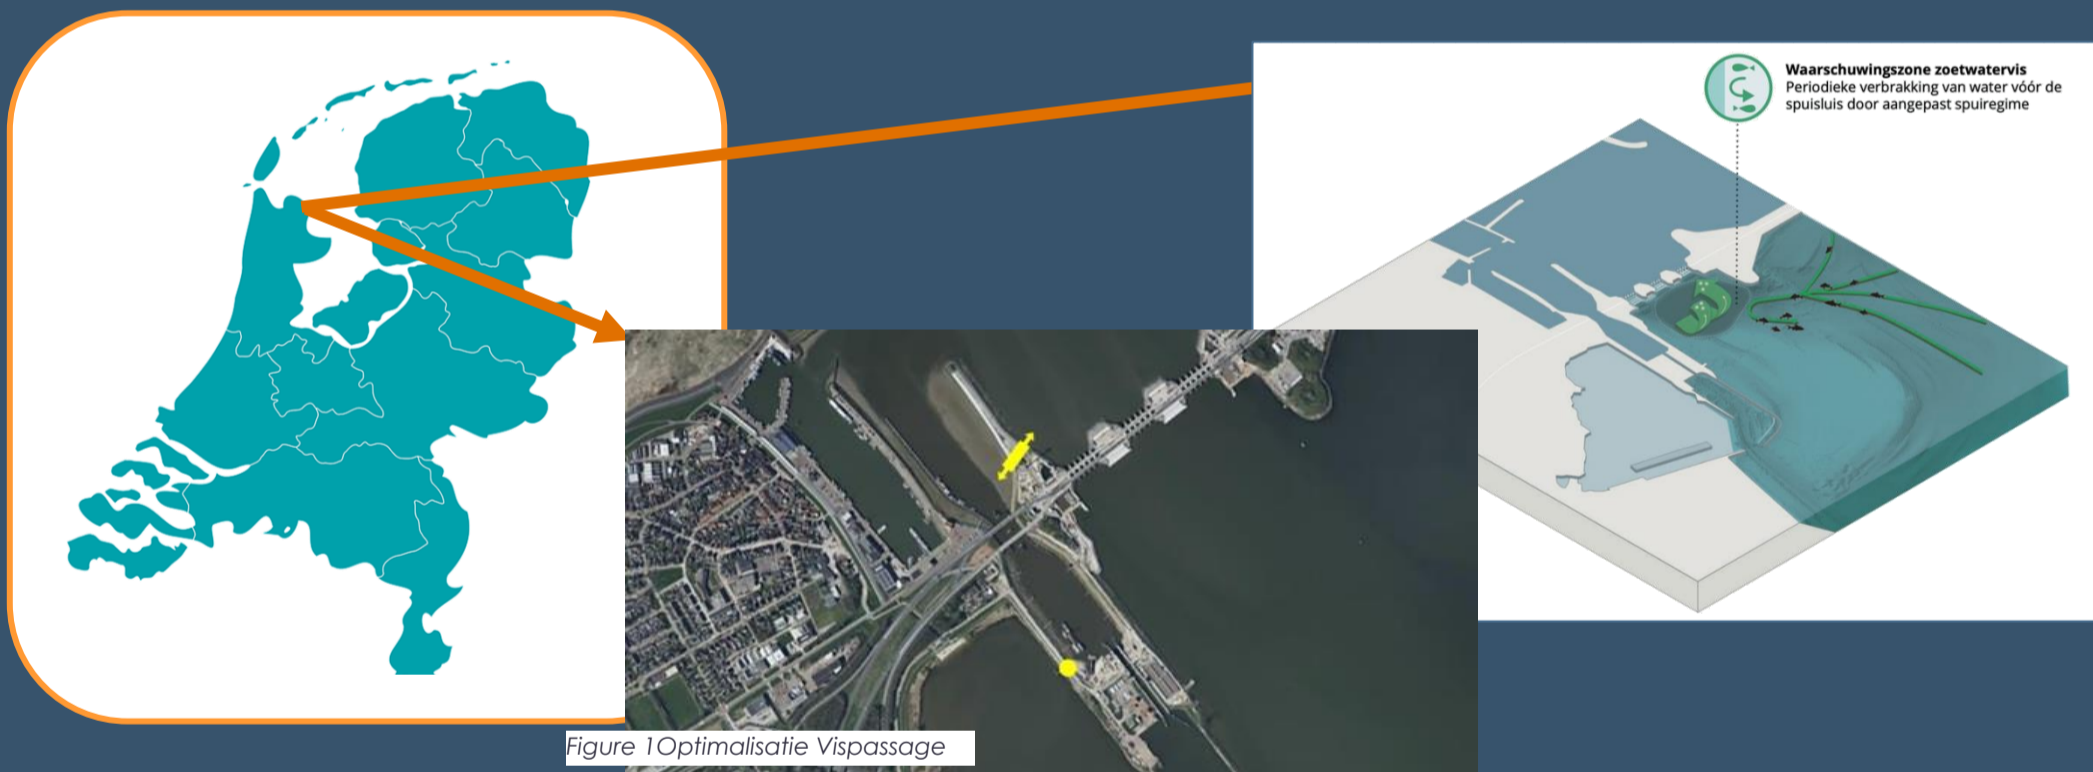 Waarschuwingszone zoetwatervis
Periodieke verbrakking van water vóór de
spuisluis door aangepast spuiregime
Figure 1Optimalisatie Vispassage